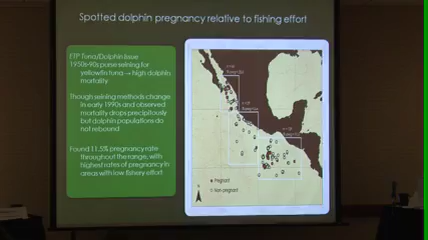 Spotted dolphin pregnancy relative to fishing effort
ETP Tuna/Dolphin Issue
1950s-90s purse seining for
yellowfin tuna → high dolphin
mortality
Though seining methods change
in early 1990s and observed
mortality drops precipitously
but dolphin populations do
not rebound
Found 11.5% pregnancy rate
throughout the range, with
highest rates of pregnancy in
areas with low fishery effort
Pregnant
Non pregnant